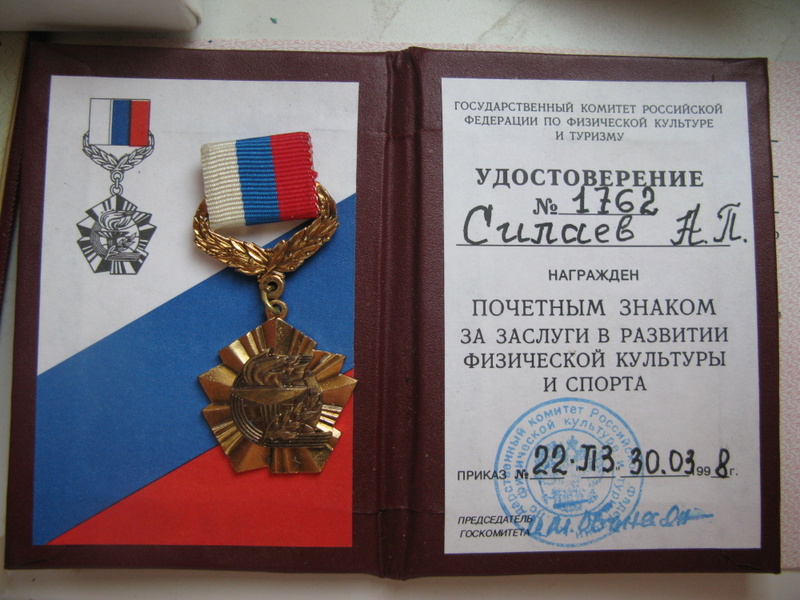 ГОСУДАРСТВЕННЫЙ КОМИТЕТ РОССИЙСКОЙ
ФЕДЕРАЦИИ ПО ФИЗИЧЕСКОЙ КУЛЬТУРЕ
И ТУРИЗМУ
УДОСТОВЕРЕНИЕ
№ 1762
Силаев А.П.
НАГРАЖДЕН
ПОЧЕТНЫМ ЗНАКОМ
ЗА ЗАСЛУГИ В РАЗВИТИИ
ФИЗИЧЕСКОЙ КУЛЬТУРЫ
И СПОРТА
ПРИКАЗ № 22·ПЗ 30.03 1998 г.
ПРЕДСЕДАТЕЛЬ
ГОСКОМИТЕТА